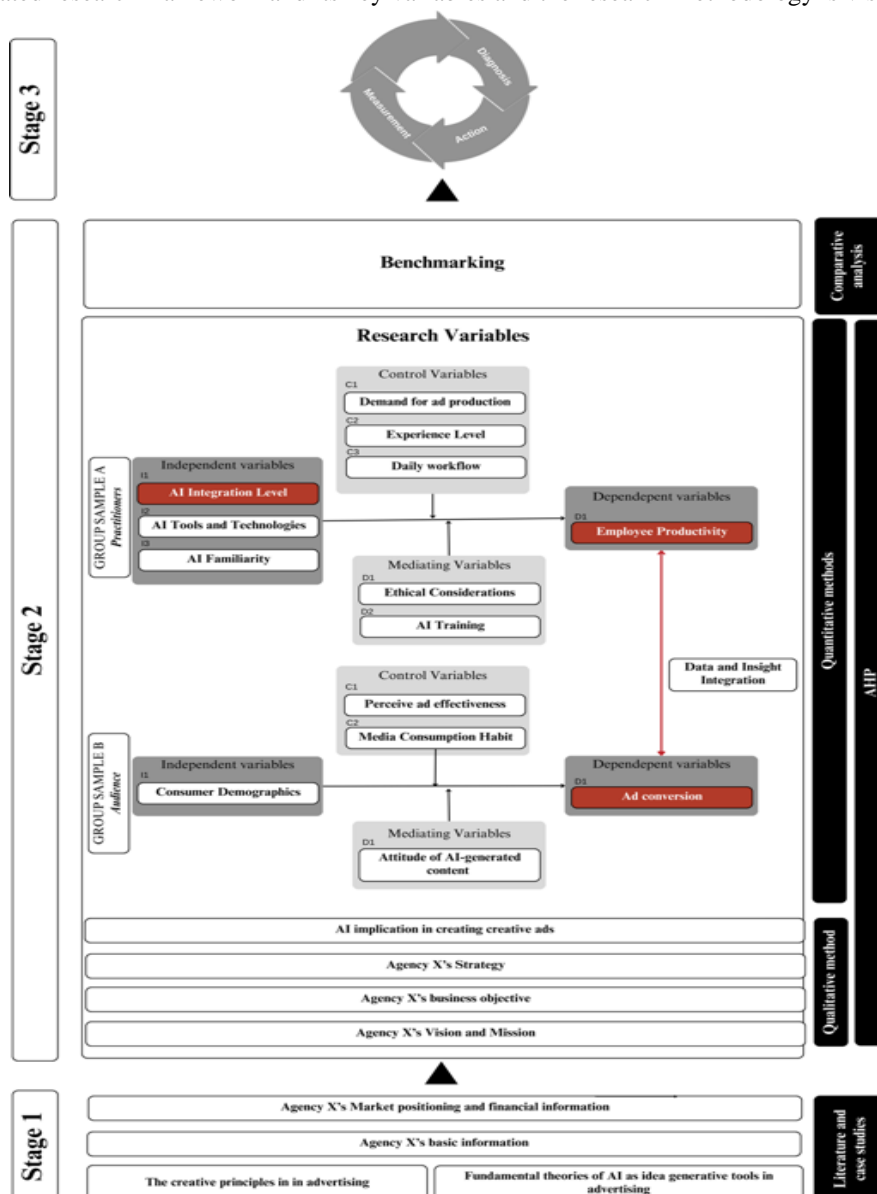 Stage 3
Diagnosis
Action
Measurement
Stage 2
Benchmarking
Comparative
analysis
Research Variables
Control Variables
C1
Demand for ad production
C2
Experience Level
C3
Daily workflow
GROUP SAMPLE A
Practitioners
Independent variables
I1
AI Integration Level
I2
AI Tools and Technologies
I3
AI Familiarity
Dependepent variables
D1
Employee Productivity
Mediating Variables
D1
Ethical Considerations
D2
AI Training
Data and Insight
Integration
Quantitative methods
AHP
Control Variables
C1
Perceive ad effectiveness
C2
Media Consumption Habit
GROUP SAMPLE B
Audience
Independent variables
I1
Consumer Demographics
Dependepent variables
D1
Ad conversion
Mediating Variables
D1
Attitude of AI-generated
content
AI implication in creating creative ads
Agency X's Strategy
Agency X's business objective
Agency X's Vision and Mission
Qualitative method
Stage 1
Agency X's Market positioning and financial information
Agency X's basic information
The creative principles in in advertising
Fundamental theories of AI as idea generative tools in
advertising
Literature and
case studies